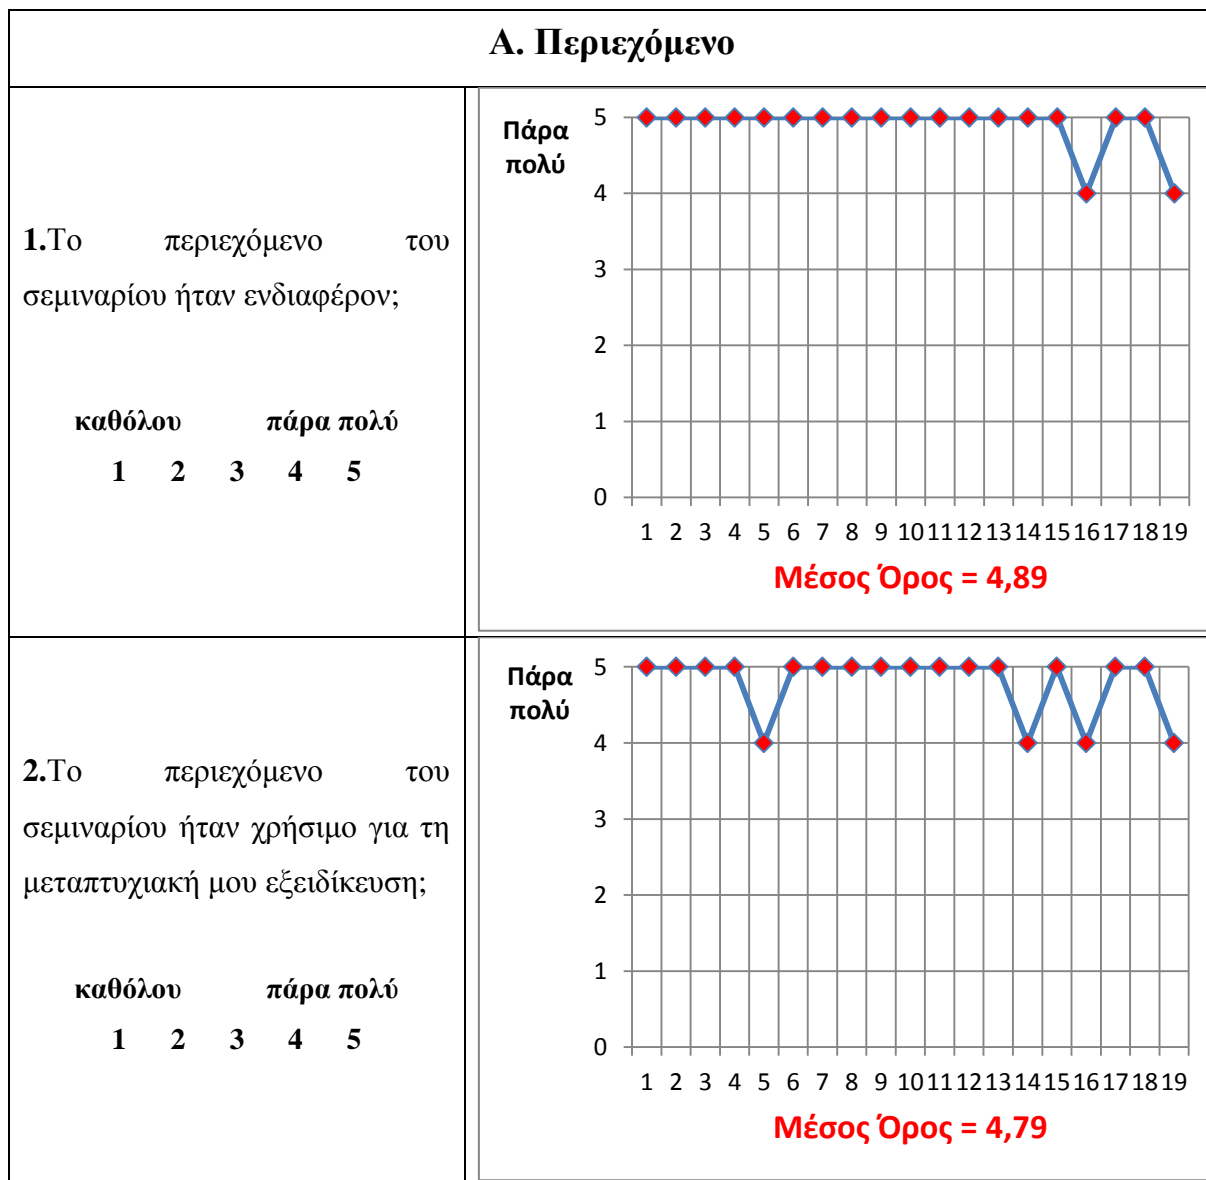 Α. Περιεχόμενο
1.Το περιεχόμενο του
σεμιναρίου ήταν ενδιαφέρον;
καθόλου πάρα πολύ
1 2 3 4 5
Πάρα
πολύ
5
4
3
2
1
0
1 2 3 4 5 6 7 8 9 10 11 12 13 14 15 16 17 18 19
Μέσος Όρος = 4,89
2.Το περιεχόμενο του
σεμιναρίου ήταν χρήσιμο για τη
μεταπτυχιακή μου εξειδίκευση;
καθόλου πάρα πολύ
1 2 3 4 5
Πάρα
πολύ
5
4
3
2
1
0
1 2 3 4 5 6 7 8 9 10 11 12 13 14 15 16 17 18 19
Μέσος Όρος = 4,79